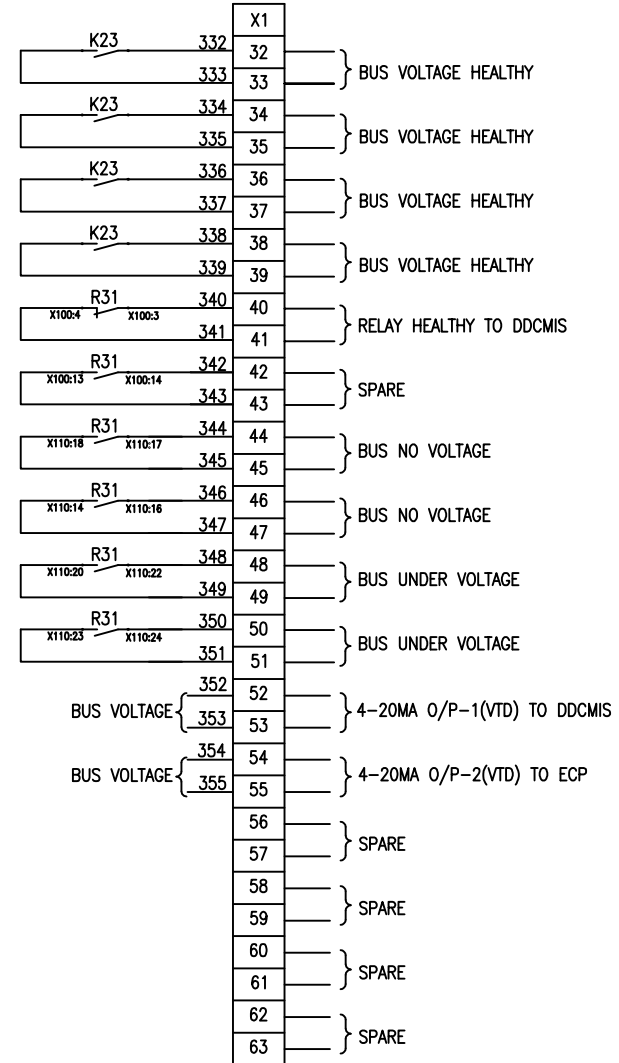 X1
K23 332 32
333 33 BUS VOLTAGE HEALTHY
K23 334 34
335 35 BUS VOLTAGE HEALTHY
K23 336 36
337 37 BUS VOLTAGE HEALTHY
K23 338 38
339 39 BUS VOLTAGE HEALTHY
R31 340 40
X100:4 X100:3
341 41 RELAY HEALTHY TO DDCMIS
R31 342 42
X100:13 X100:14
343 43 SPARE
R31 344 44
X110:18 X110:17
345 45 BUS NO VOLTAGE
R31 346 46
X110:14 X110:16
347 47 BUS NO VOLTAGE
R31 348 48
X110:20 X110:22
349 49 BUS UNDER VOLTAGE
R31 350 50
X110:23 X110:24
351 51 BUS UNDER VOLTAGE
352 52
BUS VOLTAGE 353 53 4-20MA O/P-1(VTD) TO DDCMIS
354 54
BUS VOLTAGE 355 55 4-20MA O/P-2(VTD) TO ECP
56
57 SPARE
58
59 SPARE
60
61 SPARE
62
63 SPARE